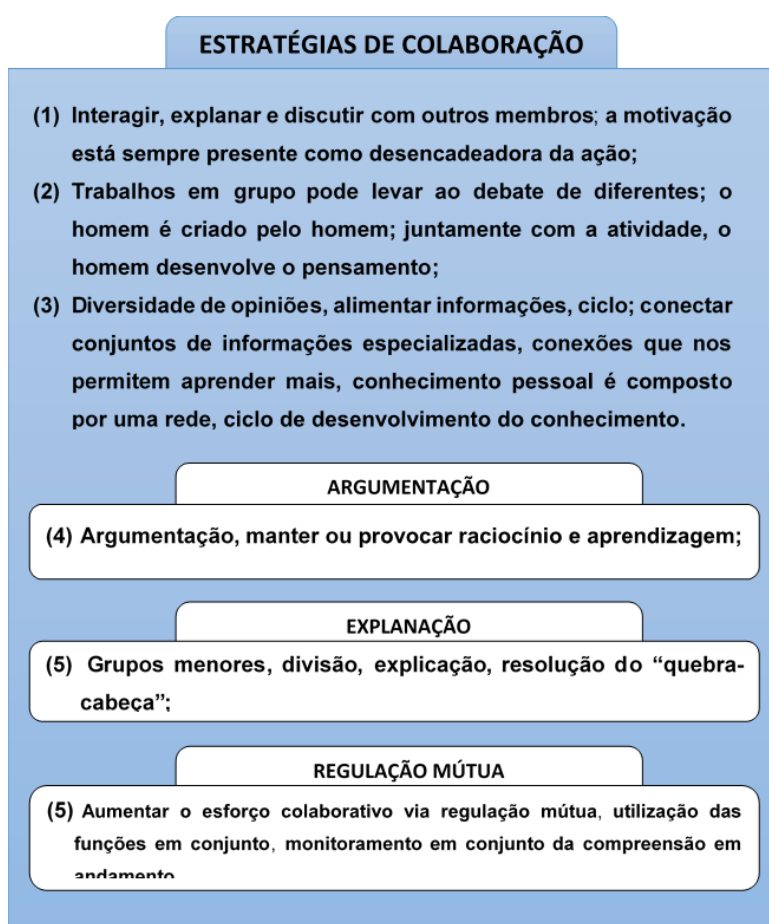 ESTRATÉGIAS DE COLABORAÇÃO
(1) Interagir, explanar e discutir com outros membros; a motivação
está sempre presente como desencadeadora da ação;
(2) Trabalhos em grupo pode levar ao debate de diferentes; o
homem é criado pelo homem; juntamente com a atividade, o
homem desenvolve o pensamento;
(3) Diversidade de opiniões, alimentar informações, ciclo; conectar
conjuntos de informações especializadas, conexões que nos
permitem aprender mais, conhecimento pessoal é composto
por uma rede, ciclo de desenvolvimento do conhecimento.
ARGUMENTAÇÃO
(4) Argumentação, manter ou provocar raciocínio e aprendizagem;
EXPLANAÇÃO
(5) Grupos menores, divisão, explicação, resolução do “quebra-
cabeça”;
REGULAÇÃO MÚTUA
(5) Aumentar o esforço colaborativo via regulação mútua, utilização das
funções em conjunto, monitoramento em conjunto da compreensão em
andamento